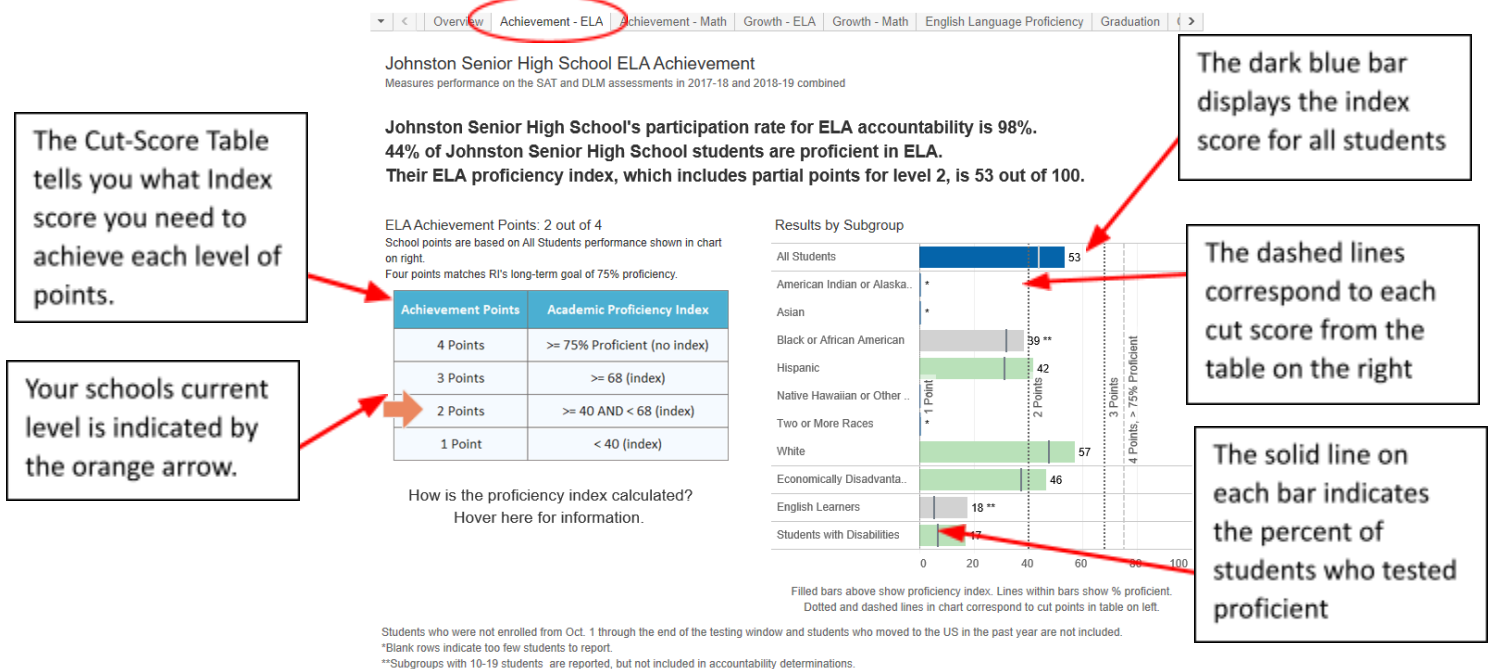 Overview
Achievement - ELA
Achievement - Math
Growth - ELA
Growth - Math
English Language Proficiency
Graduation
Johnston Senior High School ELA Achievement
Measures performance on the SAT and DLM assessments in 2017-18 and 2018-19 combined
Johnston Senior High School's participation rate for ELA accountability is 98%.
44% of Johnston Senior High School students are proficient in ELA.
Their ELA proficiency index, which includes partial points for level 2, is 53 out of 100.
The Cut-Score Table
tells you what Index
score you need to
achieve each level of
points.
Your schools current
level is indicated by
the orange arrow.
ELA Achievement Points: 2 out of 4
School points are based on All Students performance shown in chart
on right.
Four points matches RI's long-term goal of 75% proficiency.
Achievement Points Academic Proficiency Index
4 Points >= 75% Proficient (no index)
3 Points >= 68 (index)
2 Points >= 40 AND < 68 (index)
1 Point < 40 (index)
How is the proficiency index calculated?
Hover here for information.
Results by Subgroup
All Students 53
American Indian or Alaska.. *
Asian *
Black or African American 39 **
Hispanic 42
Native Hawaiian or Other ..
Two or More Races *
White 57
Economically Disadvanta.. 46
English Learners 18 **
Students with Disabilities 17
1 Point
2 Points
3 Points
4 Points, > 75% Proficient
0 20 40 60 80 100
Filled bars above show proficiency index. Lines within bars show % proficient.
Dotted and dashed lines in chart correspond to cut points in table on left.
The dark blue bar
displays the index
score for all students
The dashed lines
correspond to each
cut score from the
table on the right
The solid line on
each bar indicates
the percent of
students who tested
proficient
Students who were not enrolled from Oct. 1 through the end of the testing window and students who moved to the US in the past year are not included.
*Blank rows indicate too few students to report.
**Subgroups with 10-19 students are reported, but not included in accountability determinations.